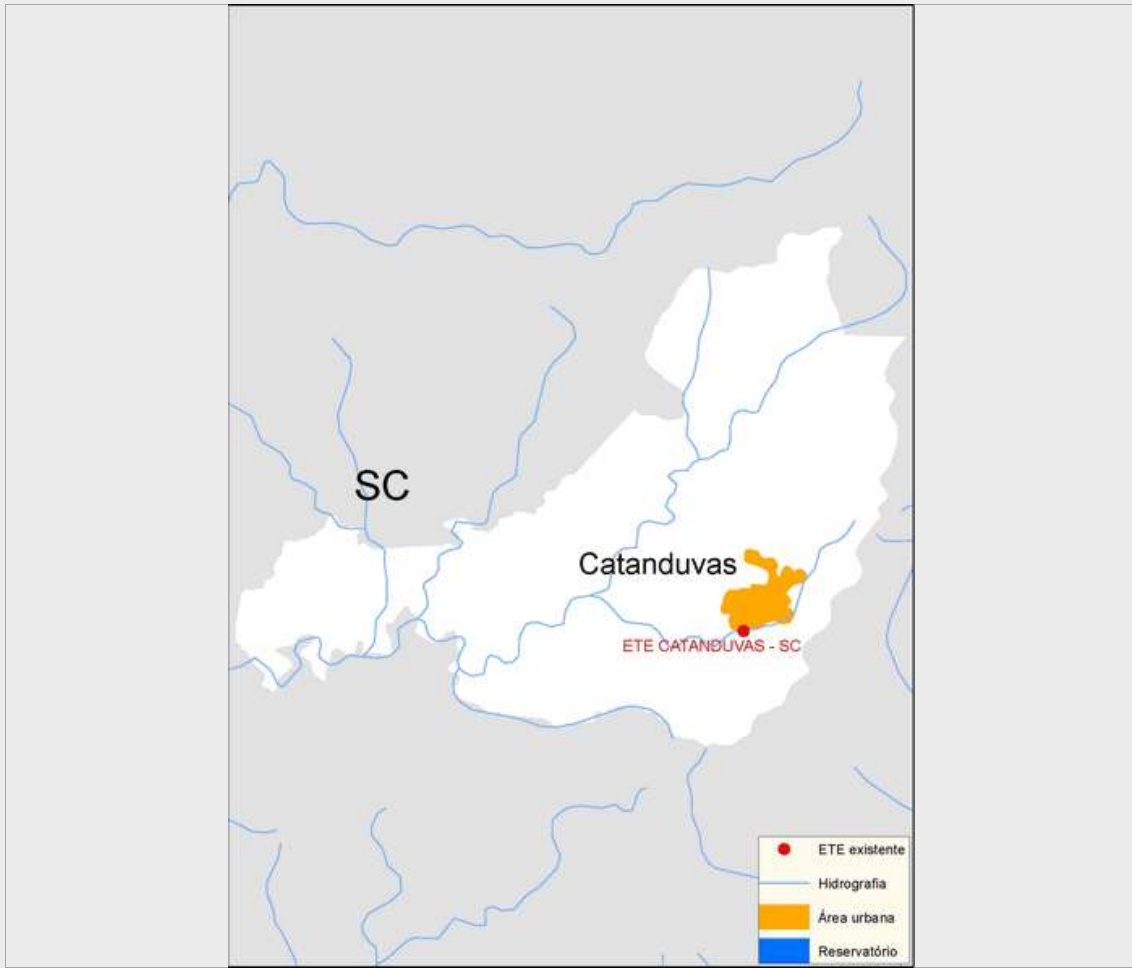 SC
Catanduvas
ETE CATANDUVAS - SC
ETE existente
Hidrografia
Área urbana
Reservatório